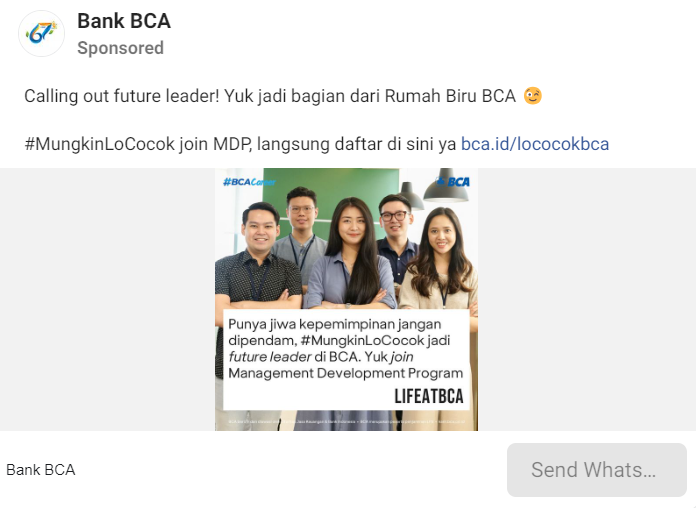 67
Bank BCA
Sponsored
Calling out future leader! Yuk jadi bagian dari Rumah Biru BCA 😉
#MungkinLoCocok join MDP, langsung daftar di sini ya bca.id/lococokbca
#BCACareer
BCA
Punya jiwa kepemimpinan jangan
dipendam, #MungkinLoCocok jadi
future leader di BCA. Yuk join
Management Development Program
LIFEATBCA
Bank BCA
Send Whats...